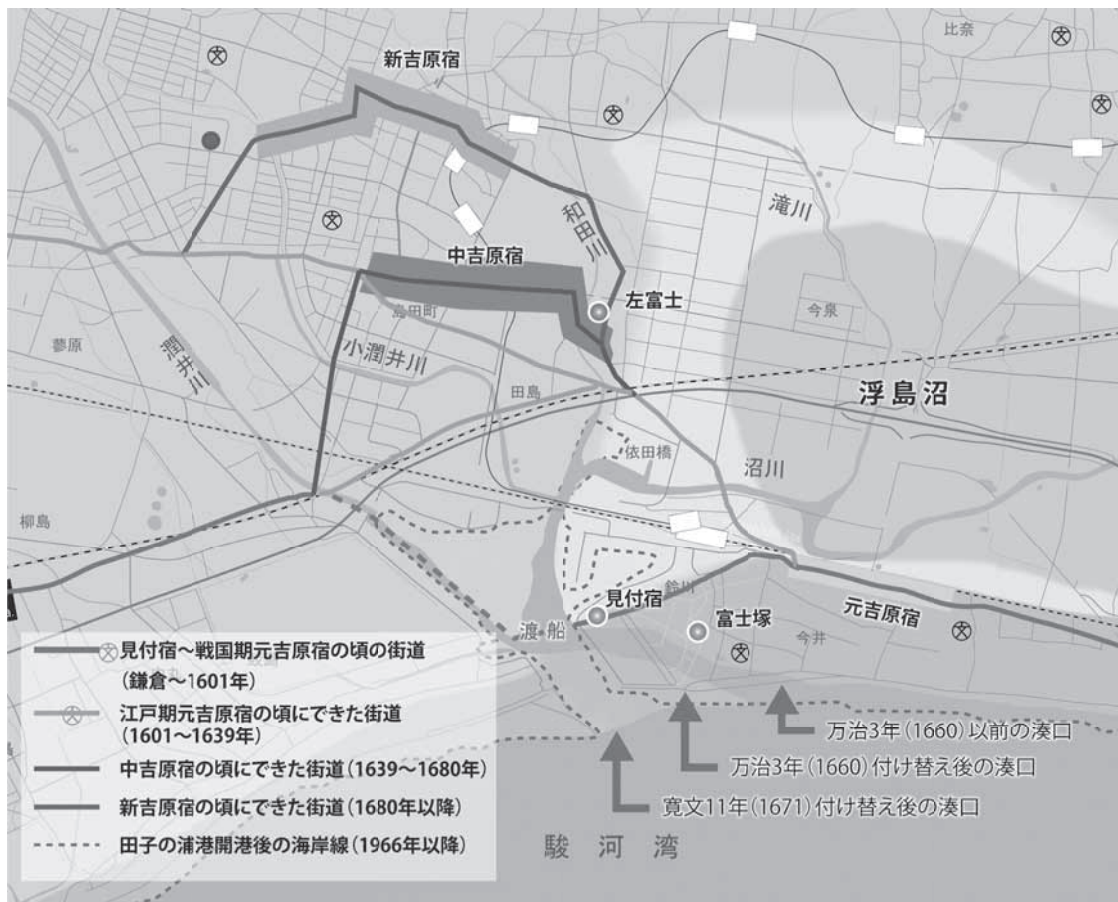 比奈
新吉原宿
和田川
滝川
中吉原宿
左富士
島田町
今泉
蓼原
潤井川
小潤井川
田島
浮島沼
依田橋
沼川
柳島
鈴川
見付宿
元吉原宿
渡船
富士塚
今井
見付宿～戦国期元吉原宿の頃の街道
(鎌倉～1601年)
江戸期元吉原宿の頃にできた街道
(1601～1639年)
中吉原宿の頃にできた街道(1639～1680年)
新吉原宿の頃にできた街道(1680年以降)
田子の浦港開港後の海岸線(1966年以降)
万治3年(1660)以前の湊口
万治3年(1660)付け替え後の湊口
寛文11年(1671)付け替え後の湊口
駿河湾